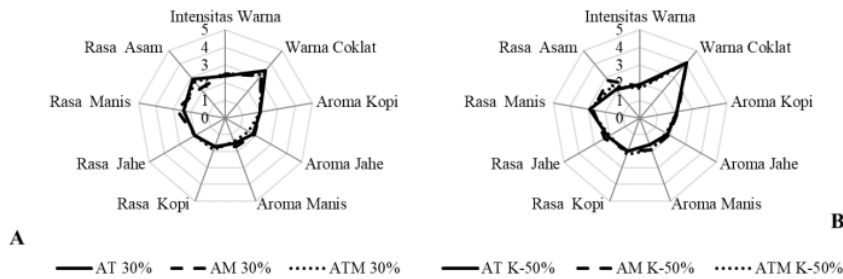 Intensitas Warna
5
4
3
2
1
0
Warna Coklat
Aroma Kopi
Aroma Jahe
Aroma Manis
Rasa Kopi
Rasa Jahe
Rasa Manis
Rasa Asam
A
AT 30% AM 30% ATM 30%
Intensitas Warna
5
4
3
2
1
0
Warna Coklat
Aroma Kopi
Aroma Jahe
Aroma Manis
Rasa Kopi
Rasa Jahe
Rasa Manis
Rasa Asam
B
AT K-50% AM K-50% ATM K-50%